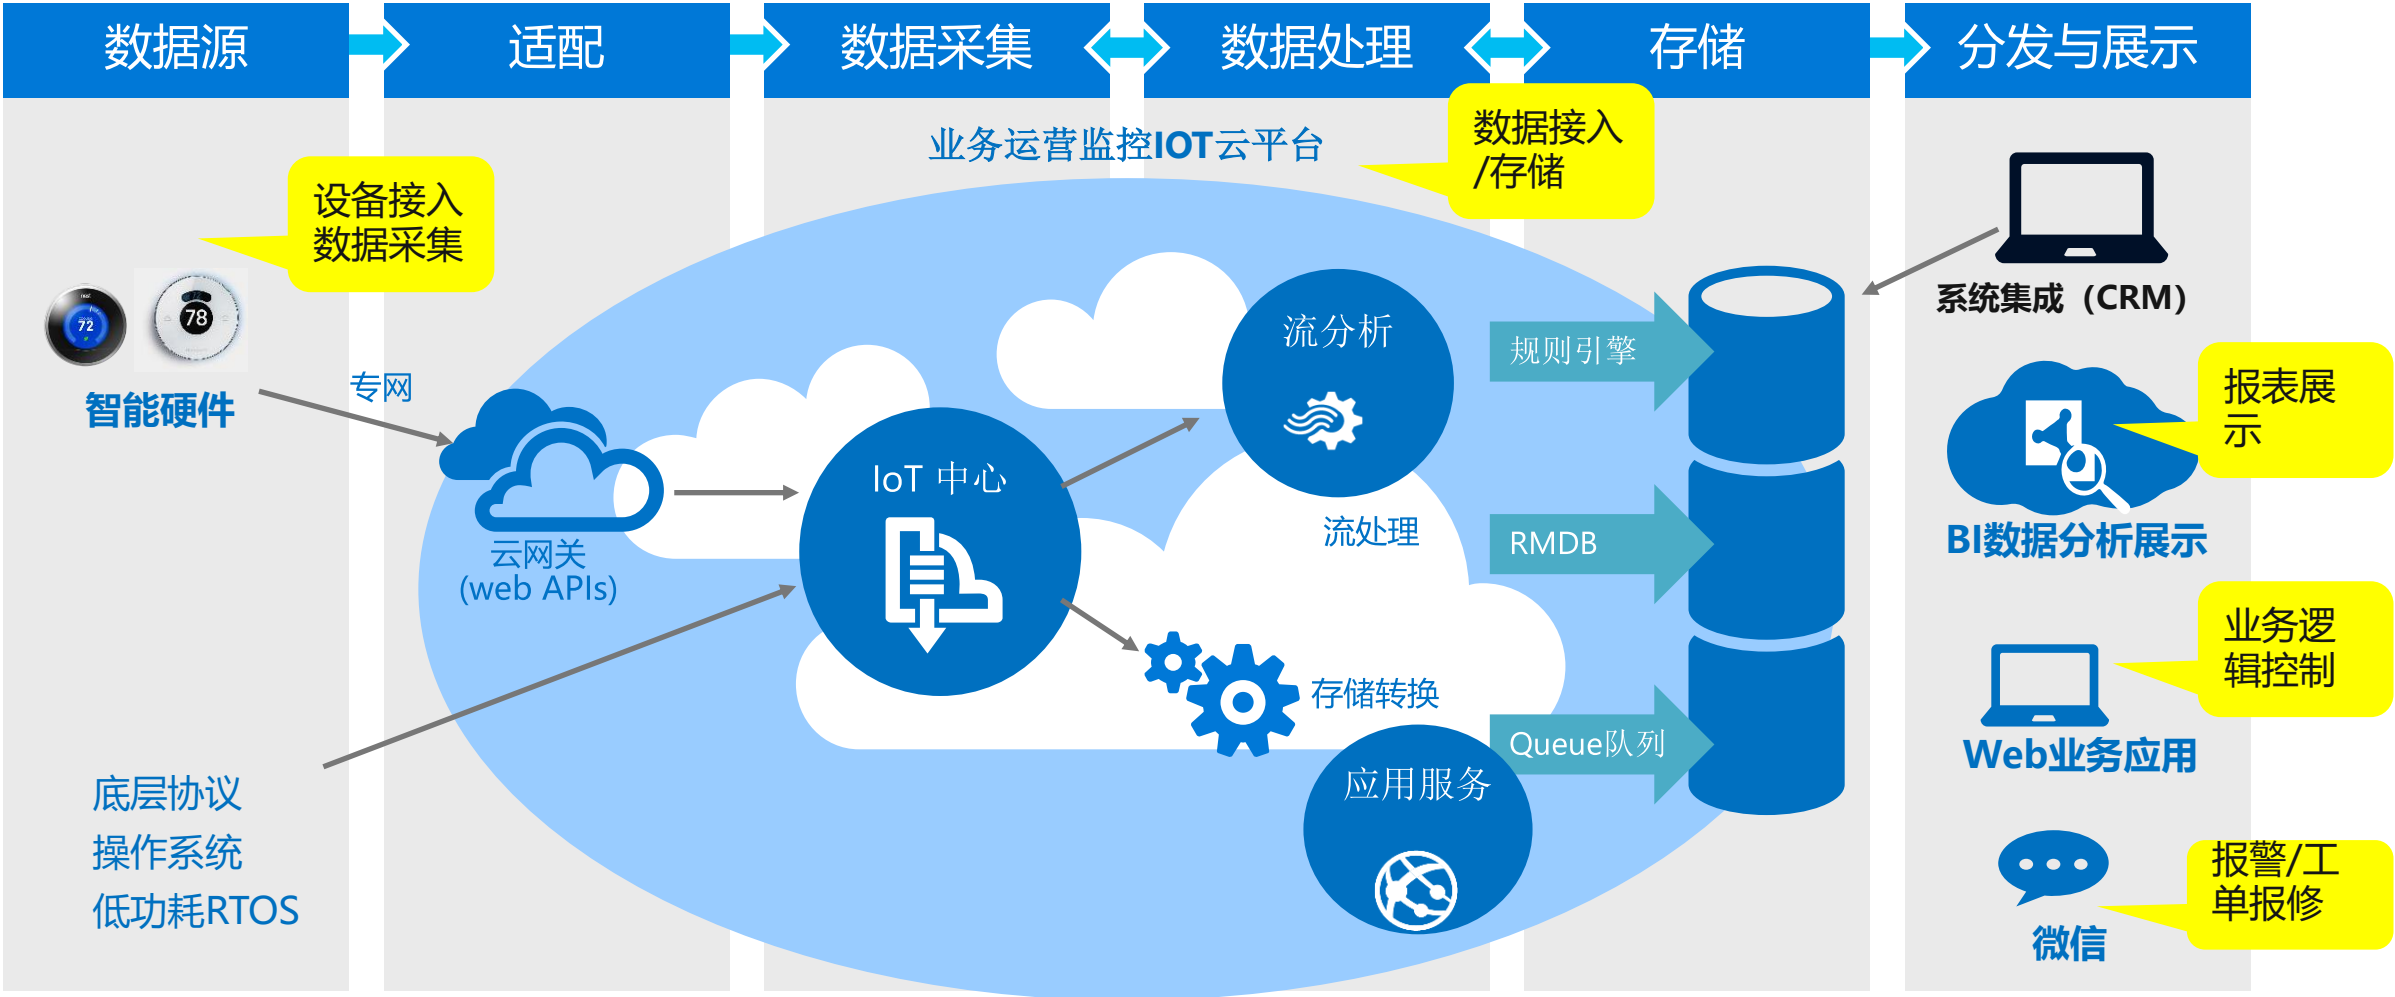 数据源
适配
数据采集
数据处理
存储
分发与展示
业务运营监控IOT云平台
数据接入
/存储
设备接入
数据采集
72
78
智能硬件
专网
云网关
(web APIs)
IoT 中心
流分析
流处理
存储转换
应用服务
规则引擎
RMDB
Queue队列
底层协议
操作系统
低功耗RTOS
系统集成（CRM）
报表展
示
BI数据分析展示
业务逻
辑控制
Web业务应用
报警/工
单报修
微信